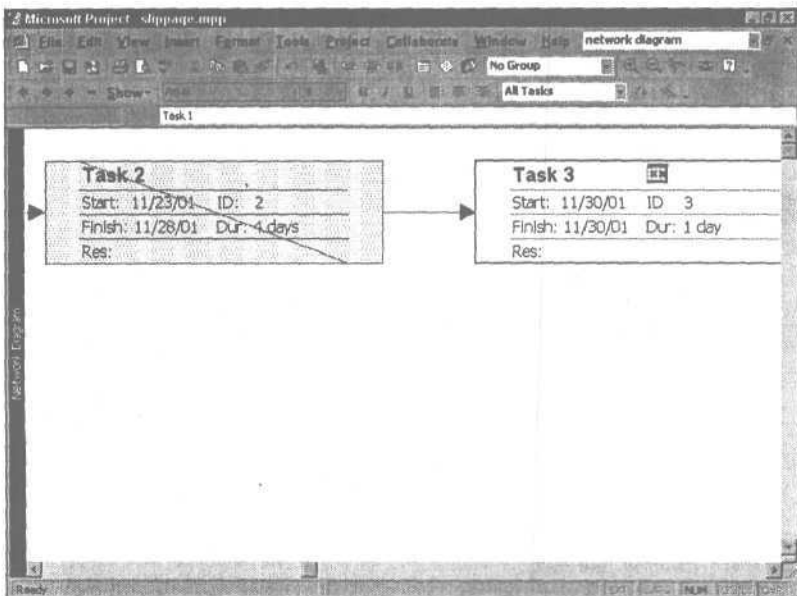 Microsoft Project - slippage.mpp
File Edit View Insert Format Tools Project Collaborate Window Help network diagram
No Group
Show All Tasks
Task 1
Task 2
Start: 11/23/01 ID: 2
Finish: 11/28/01 Dur: 4 days
Res:
Task 3
Start: 11/30/01 ID 3
Finish: 11/30/01 Dur: 1 day
Res:
Network Diagram
Ready
EXT NUM